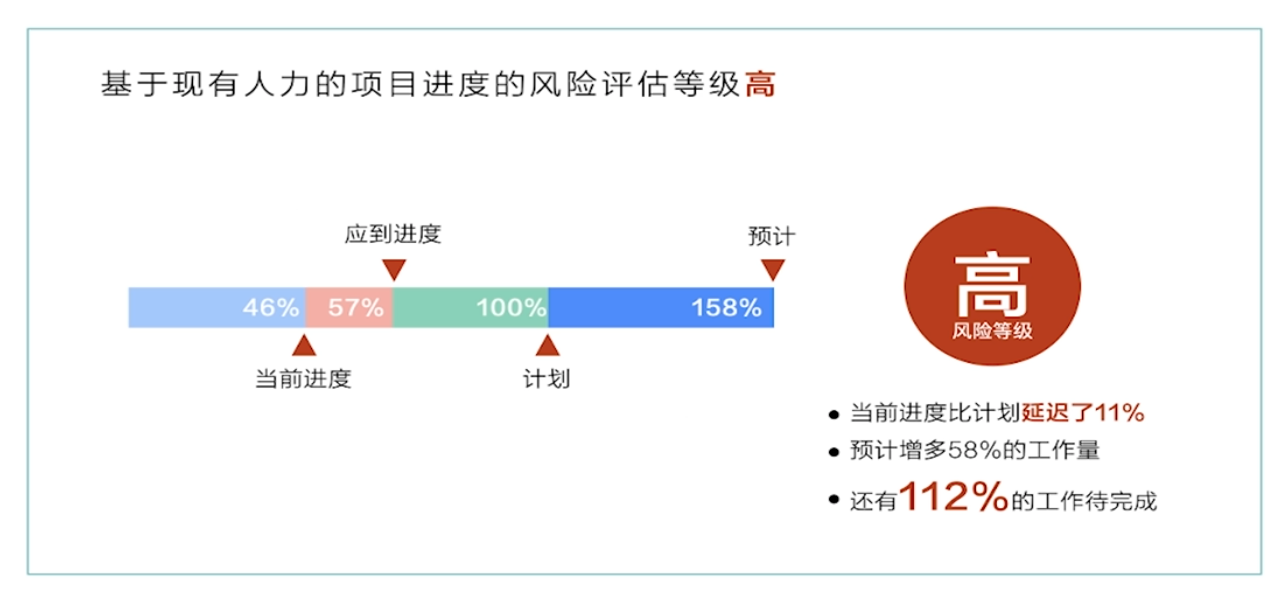 基于现有人力的项目进度的风险评估等级高
应到进度
预计
46%
57%
100%
158%
当前进度
计划
高
风险等级
● 当前进度比计划延迟了11%
● 预计增多58%的工作量
● 还有112%的工作待完成